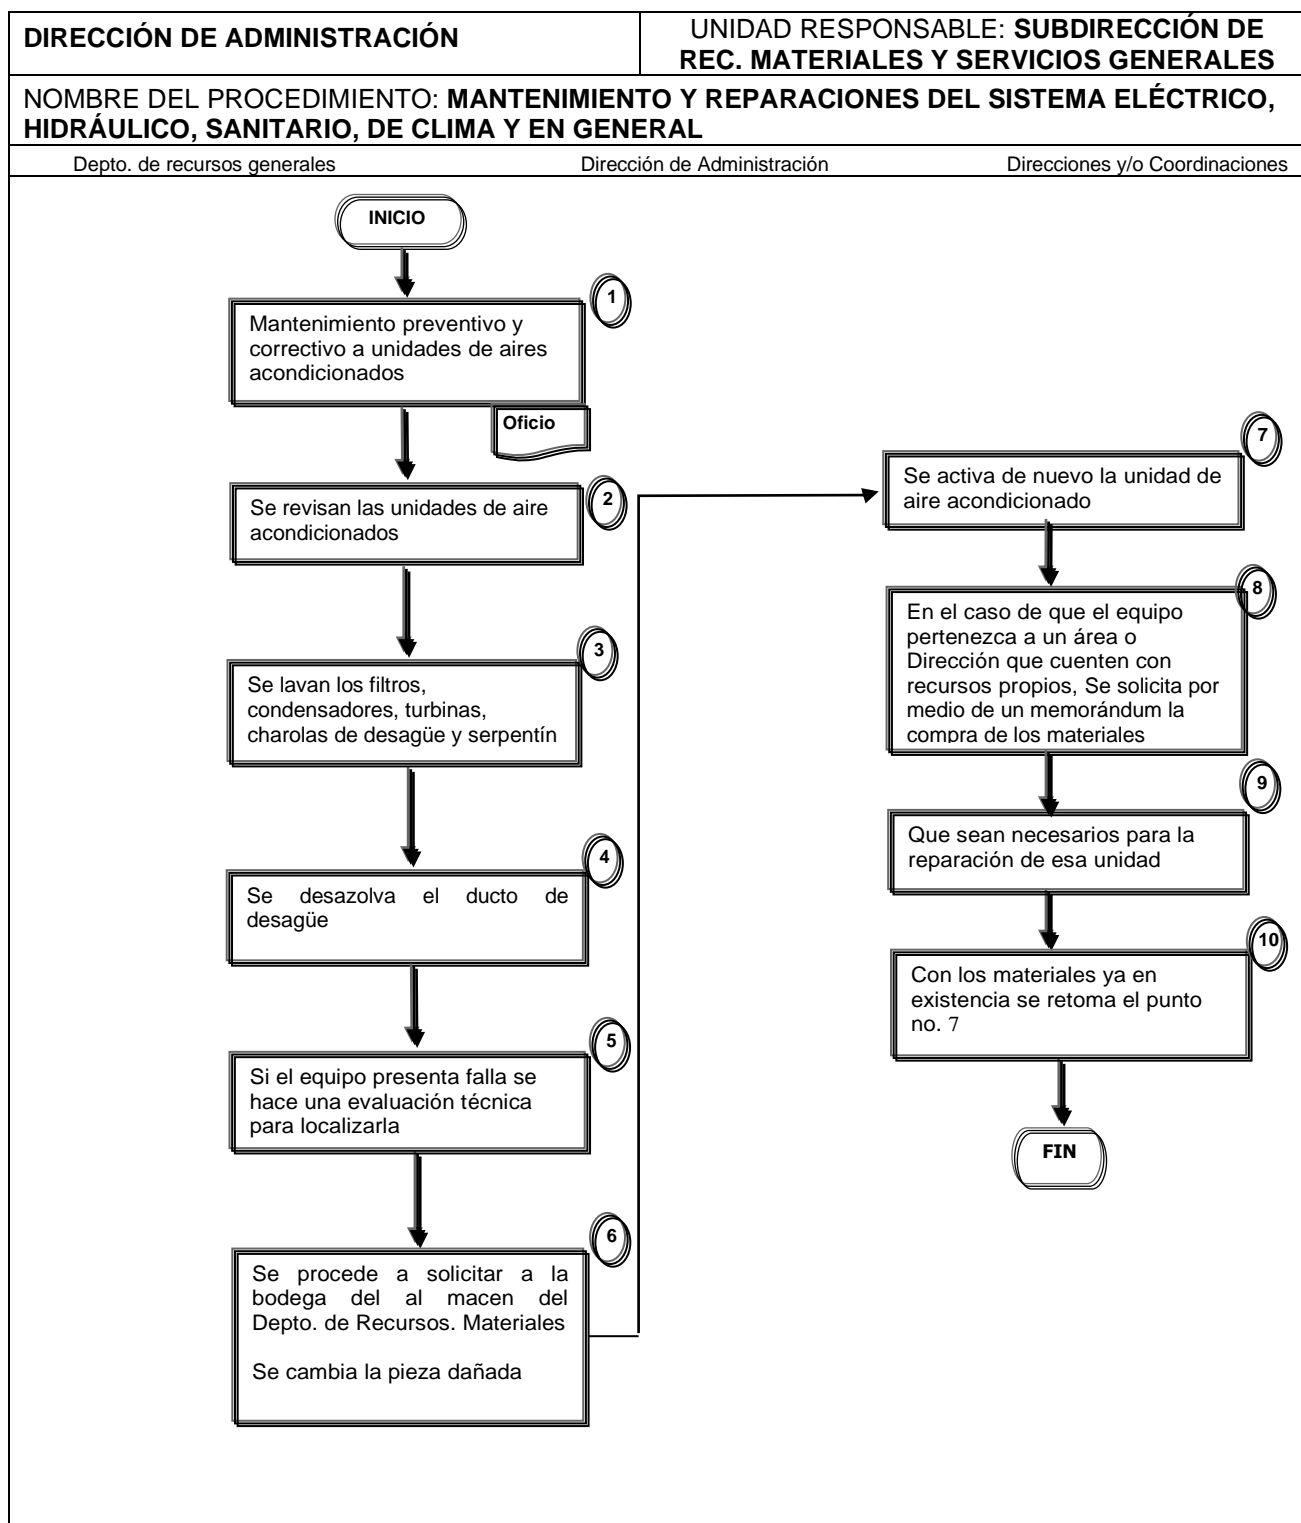 DIRECCIÓN DE ADMINISTRACIÓN
UNIDAD RESPONSABLE: SUBDIRECCIÓN DE
REC. MATERIALES Y SERVICIOS GENERALES
NOMBRE DEL PROCEDIMIENTO: MANTENIMIENTO Y REPARACIONES DEL SISTEMA ELÉCTRICO,
HIDRÁULICO, SANITARIO, DE CLIMA Y EN GENERAL
Depto. de recursos generales
Dirección de Administración
Direcciones y/o Coordinaciones
INICIO
1
Mantenimiento preventivo y
correctivo a unidades de aires
acondicionados
Oficio
2
Se revisan las unidades de aire
acondicionados
3
Se lavan los filtros,
condensadores, turbinas,
charolas de desagüe y serpentín
4
Se desazolva el ducto de
desagüe
5
Si el equipo presenta falla se
hace una evaluación técnica
para localizarla
6
Se procede a solicitar a la
bodega del al macen del
Depto. de Recursos. Materiales
Se cambia la pieza dañada
7
Se activa de nuevo la unidad de
aire acondicionado
8
En el caso de que el equipo
pertenezca a un área o
Dirección que cuenten con
recursos propios, Se solicita por
medio de un memorándum la
compra de los materiales
9
Que sean necesarios para la
reparación de esa unidad
10
Con los materiales ya en
existencia se retoma el punto
no. 7
FIN